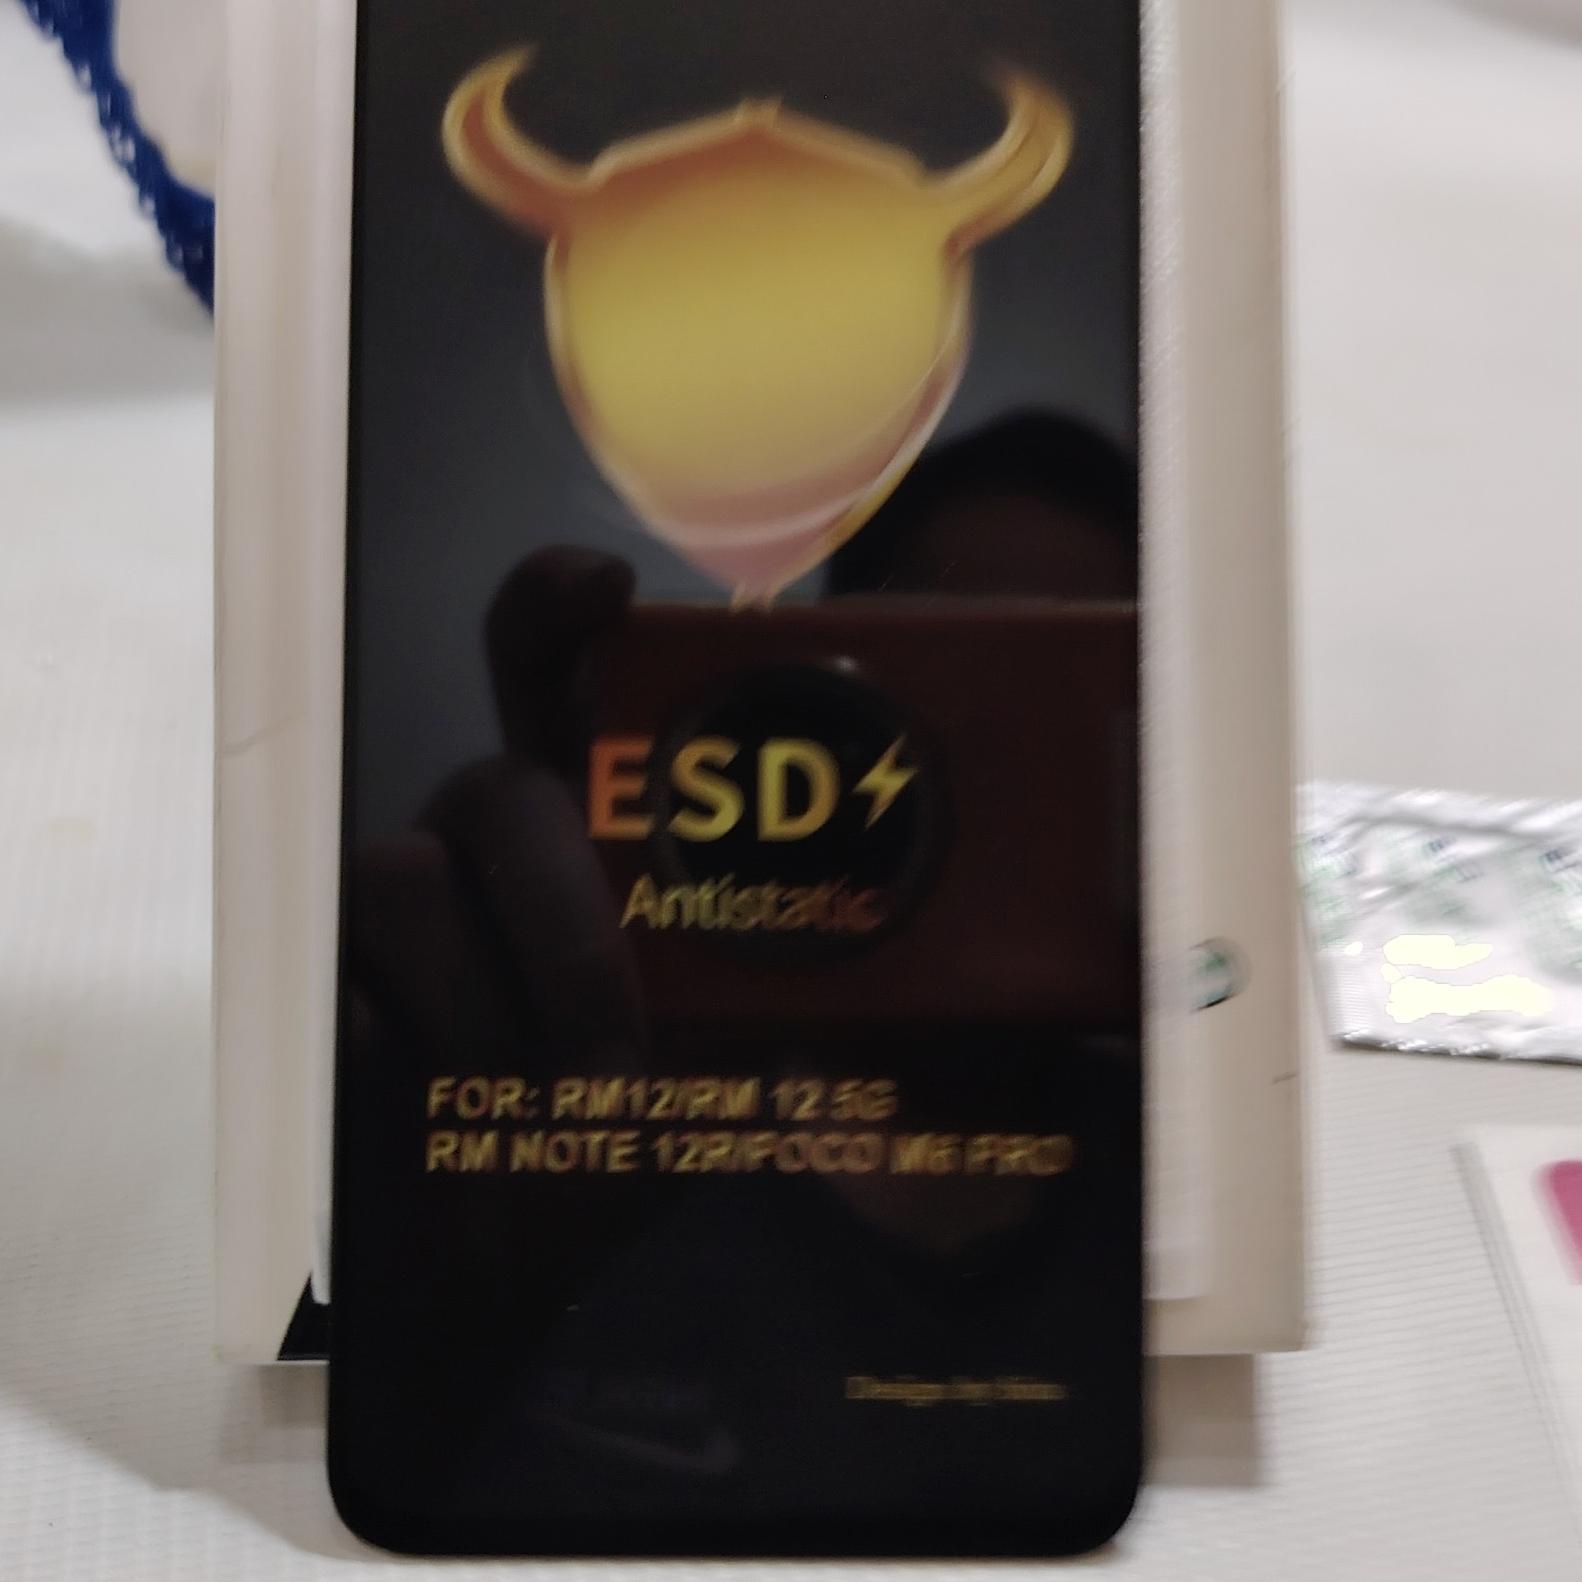 ESD
Antistatic
FOR: RM12/RM 12 5G
RM NOTE 12R/POCO M6 PRO